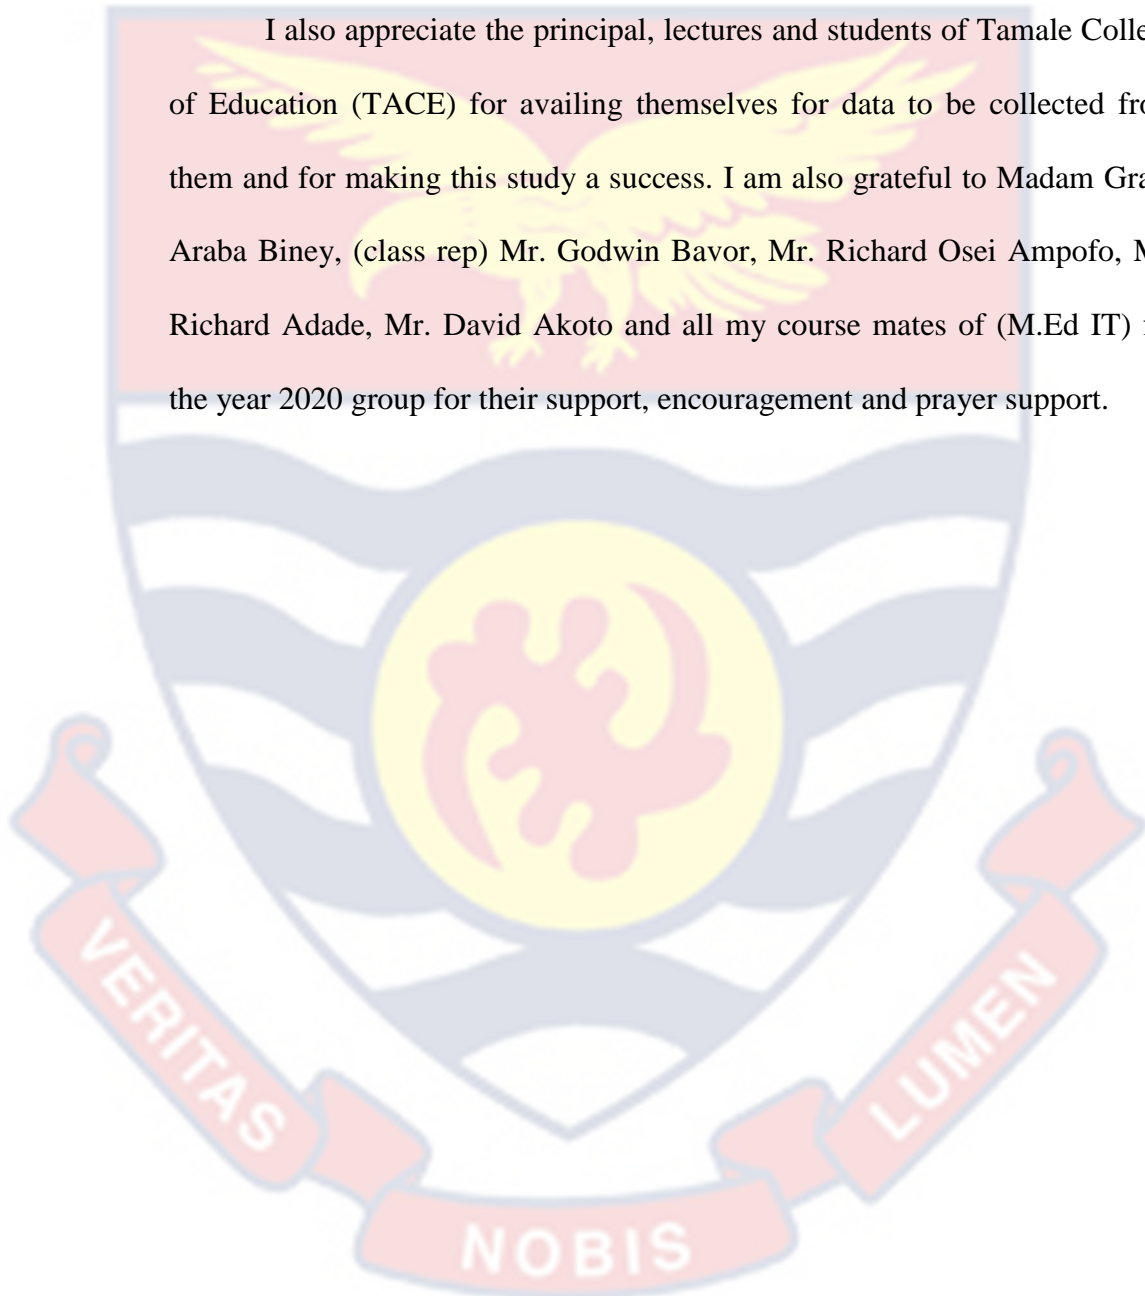 I also appreciate the principal, lectures and students of Tamale Colle
of Education (TACE) for availing themselves for data to be collected fro
them and for making this study a success. I am also grateful to Madam Gra
Araba Biney, (class rep) Mr. Godwin Bavor, Mr. Richard Osei Ampofo, M
Richard Adade, Mr. David Akoto and all my course mates of (M.Ed IT)
the year 2020 group for their support, encouragement and prayer support.
VERITAS
NOBIS
LUMEN